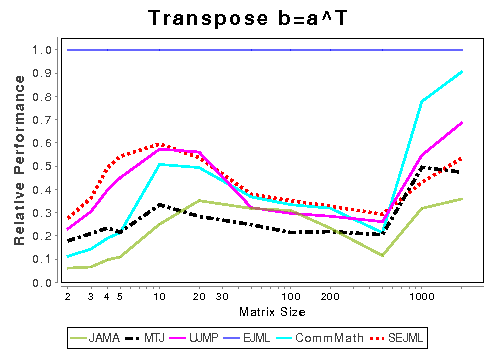 Transpose b=a^T
Relative Performance
1.0
0.9
0.8
0.7
0.6
0.5
0.4
0.3
0.2
0.1
0.0
2 3 4 5 10 20 30 100 200 1000
Matrix Size
JAMA MTJ UJMP EJML CommMath SEJML